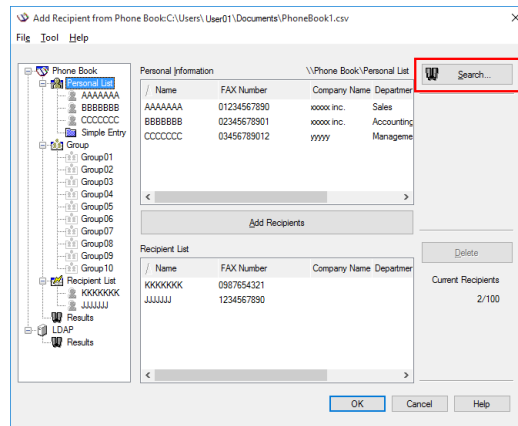 Add Recipient from Phone Book:C:\Users\ User01\Documents\PhoneBook1.csv
File Tool Help
Phone Book
Personal List
AAAAAAA
BBBBBBB
CCCCCCC
Simple Entry
Group
Group01
Group02
Group03
Group04
Group05
Group06
Group07
Group08
Group09
Group10
Recipient List
KKKKKKK
JJJJJJJ
Results
LDAP
Results
Personal Information \\Phone Book\Personal List
/ Name FAX Number Company Name Departmer
AAAAAAA 01234567890 xxxxx inc. Sales
BBBBBBB 02345678901 xxxxx inc. Accounting
CCCCCCC 03456789012 yyyyy Manageme
Add Recipients
Recipient List
/ Name FAX Number Company Name Departmer
KKKKKKK 0987654321
JJJJJJJ 1234567890
Search...
Delete
Current Recipients
2/100
OK Cancel Help